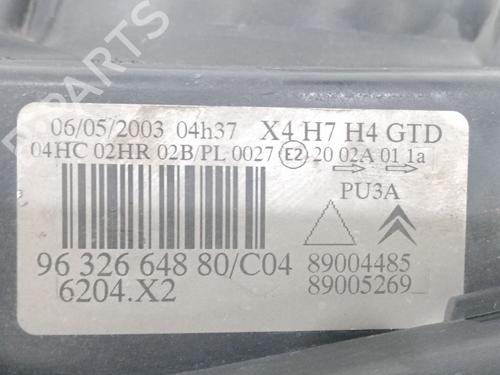 B-PARTS
06/05/2003 04h37 X4 H7 H4 GTD
04HC 02HR 02B/PL 0027 E2 20 02A 01 1a
PU3A
96 326 648 80/C04 89004485
6204.X2 89005269